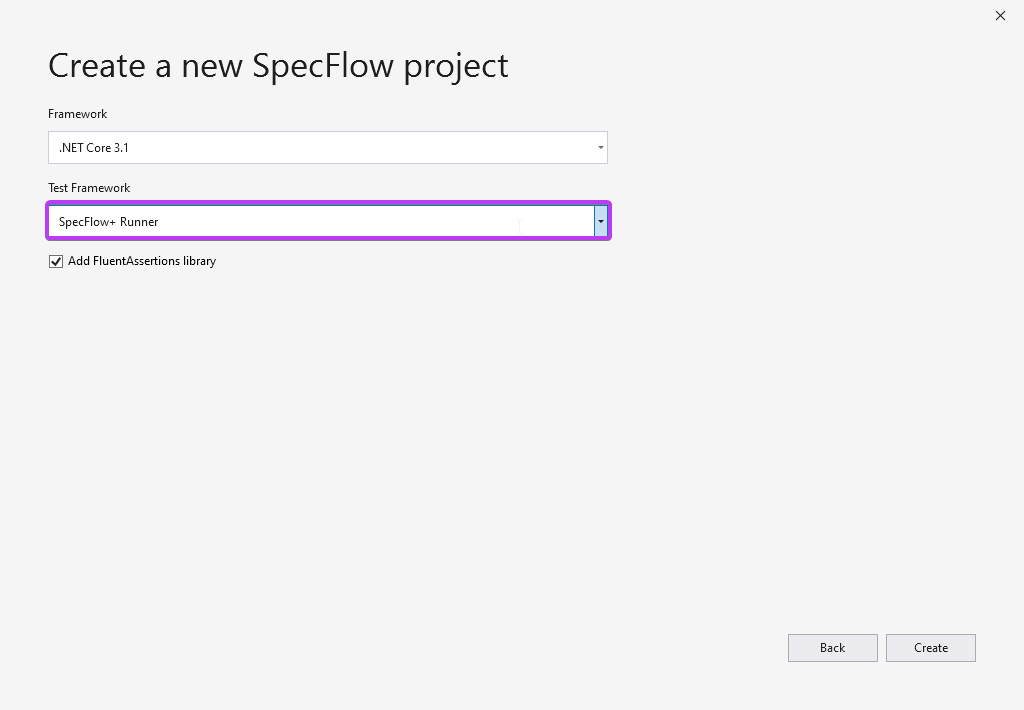 Create a new SpecFlow project
Framework
.NET Core 3.1
Test Framework
SpecFlow+ Runner
Add FluentAssertions library
Back
Create